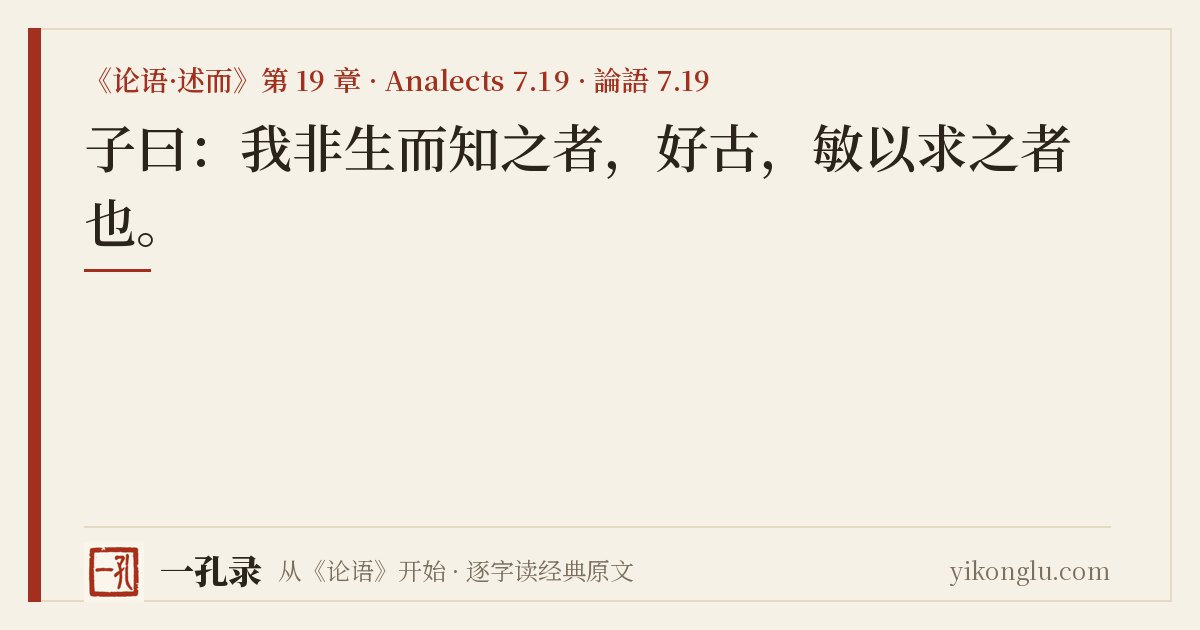 《论语·述而》第 19 章 · Analects 7.19 · 論語 7.19
子曰：我非生而知之者，好古，敏以求之者
也。
一孔
一孔录 从《论语》开始 · 逐字读经典原文 yikonglu.com